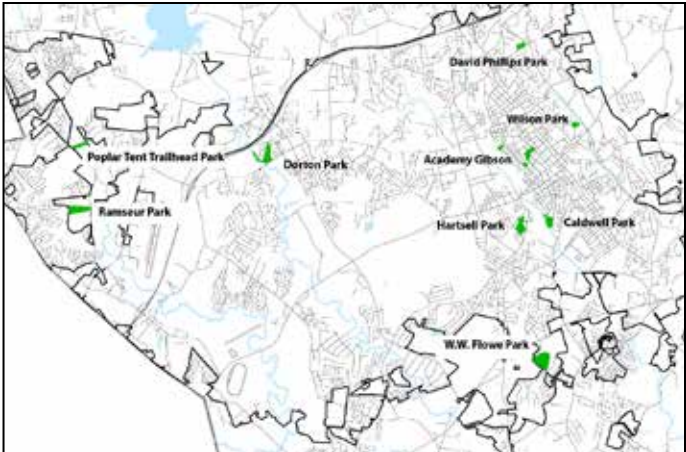 David Phillips Park
Wilson Park
Poplar Tent Trailhead Park
Dorton Park
Academy Gibson
Ramseur Park
Hartsell Park
Caldwell Park
W.W. Flowe Park